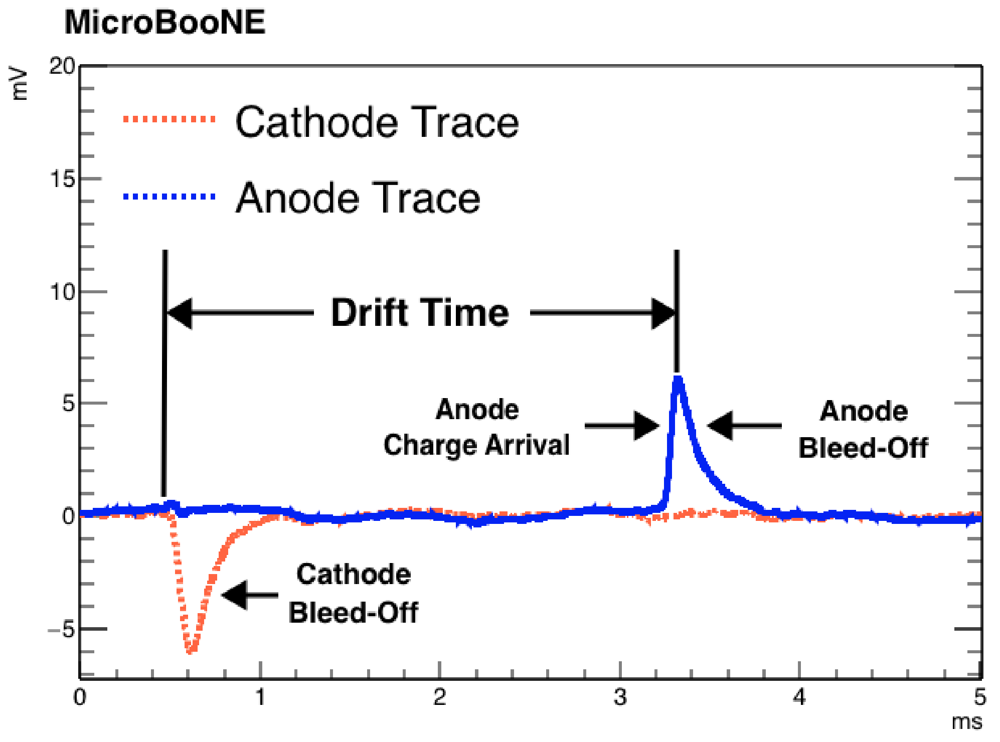 MicroBooNE
mV
20
15
10
5
0
−5
Cathode Trace
Anode Trace
Drift Time
Anode
Charge Arrival
Anode
Bleed-Off
Cathode
Bleed-Off
0 1 2 3 4 5
ms